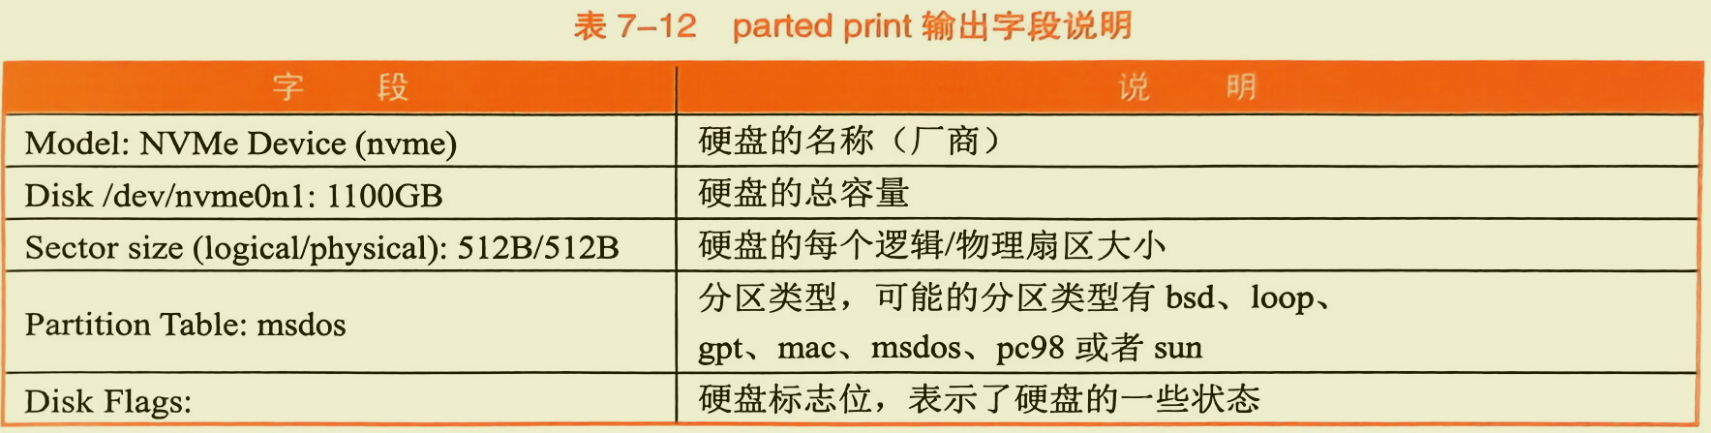 表 7–12 parted print 输出字段说明
字 段 说 明
Model: NVMe Device (nvme) 硬盘的名称（厂商）
Disk /dev/nvme0n1: 1100GB 硬盘的总容量
Sector size (logical/physical): 512B/512B 硬盘的每个逻辑/物理扇区大小
Partition Table: msdos 分区类型，可能的分区类型有 bsd、loop、
gpt、mac、msdos、pc98 或者 sun
Disk Flags: 硬盘标志位，表示了硬盘的一些状态